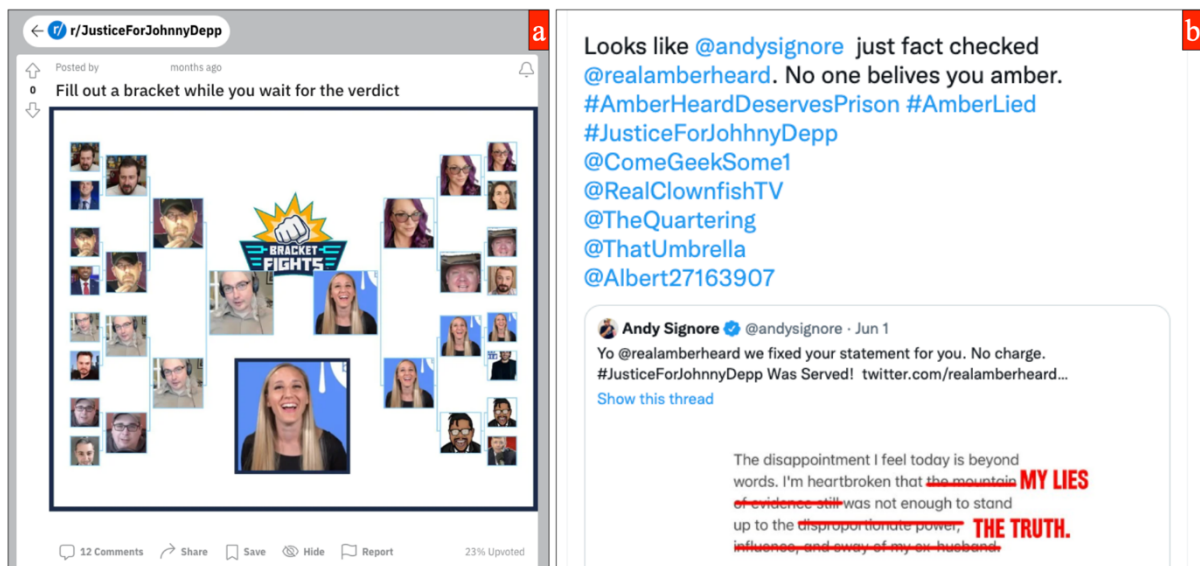 r/JusticeForJohnnyDepp
a
Posted by months ago
0
Fill out a bracket while you wait for the verdict
BRACKET
FIGHTS
12 Comments Share Save Hide Report 23% Upvoted
b
Looks like @andysignore just fact checked
@realamberheard. No one belives you amber.
#AmberHeardDeservesPrison #AmberLied
#JusticeForJohhnyDepp
@ComeGeekSome1
@RealClownfishTV
@TheQuartering
@ThatUmbrella
@Albert27163907
Andy Signore @andysignore · Jun 1
Yo @realamberheard we fixed your statement for you. No charge.
#JusticeForJohnnyDepp Was Served! twitter.com/realamberheard...
Show this thread
The disappointment I feel today is beyond
words. I'm heartbroken that the mountain MY LIES
of evidence still was not enough to stand
up to the disproportionate power, THE TRUTH.
influence, and sway of my ex-husband.